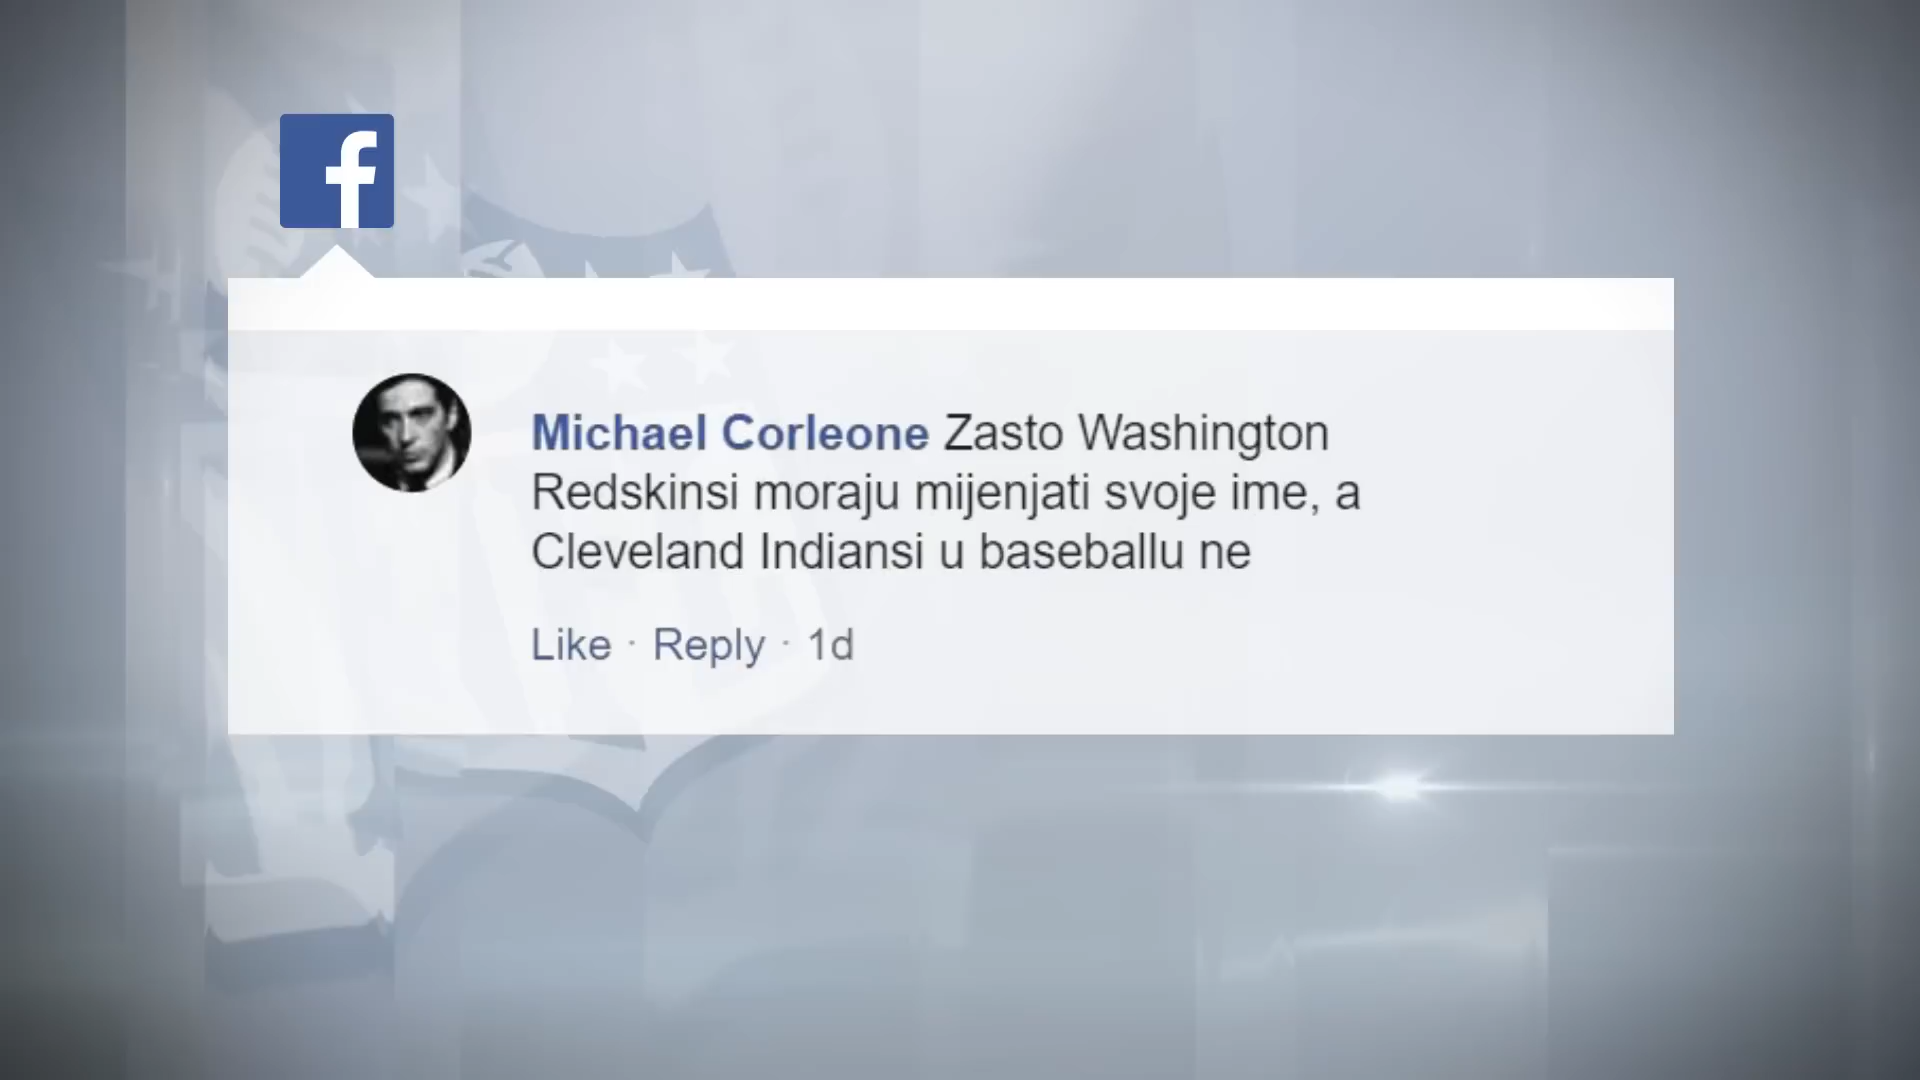 f
Michael Corleone Zasto Washington
Redskinsi moraju mijenjati svoje ime, a
Cleveland Indiansi u baseballu ne
Like · Reply · 1d